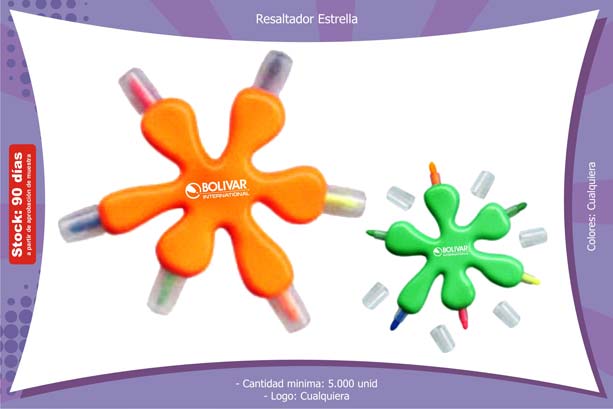 Resaltador Estrella
Stock: 90 días
a partir de aprobación de muestra
BOLIVAR
INTERNATIONAL
BOLIVAR
INTERNATIONAL
Colores: Cualquiera
- Cantidad minima: 5.000 unid
- Logo: Cualquiera